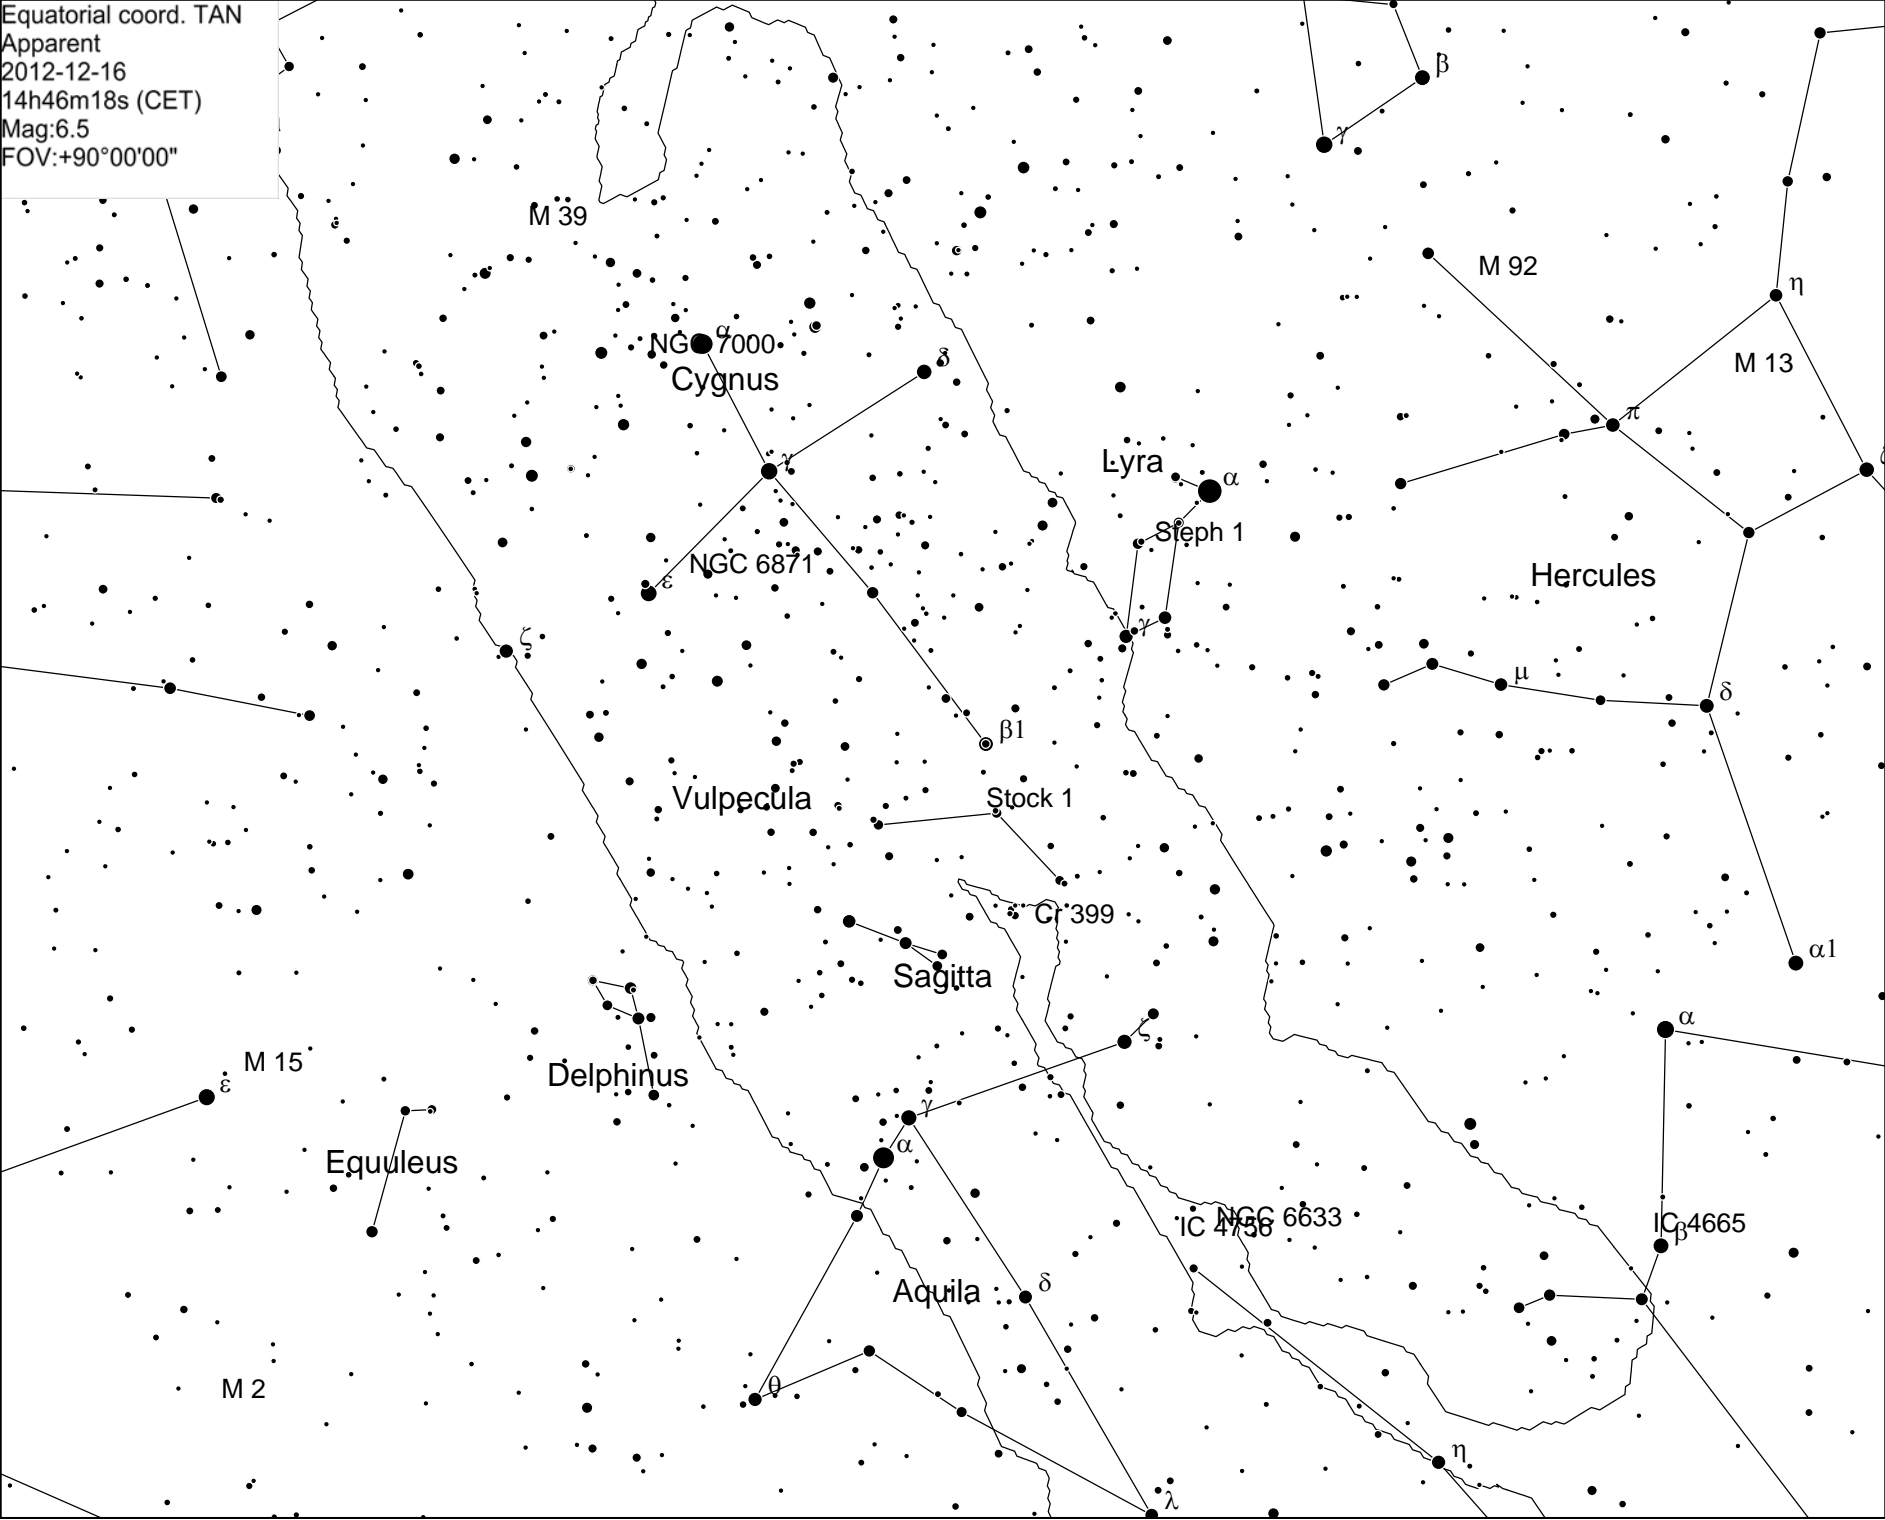 Equatorial coord. TAN
Apparent
2012-12-16
14h46m18s (CET)
Mag:6.5
FOV:+90°00'00"
β
γ
M 39
M 92
η
α
NGC 7000
δ
M 13
Cygnus
π
γ
Lyra
α
ζ
Steph 1
NGC 6871
ε
Hercules
γ
ζ
μ
δ
β1
Vulpecula
Stock 1
Cr 399
α1
Sagitta
α
ζ
M 15
ε
Delphinus
γ
α
Equuleus
NGC 6633
IC 4756
IC 4665
β
Aquila
δ
M 2
θ
η
λ